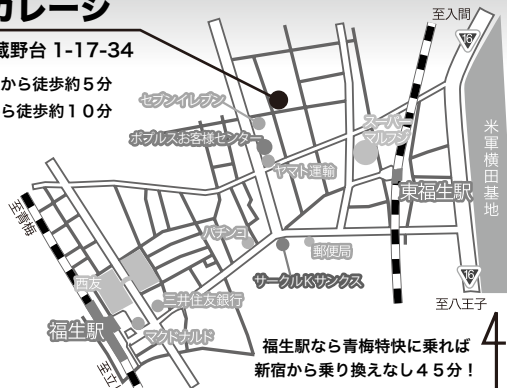 ガレージ
蔵野台 1-17-34
から徒歩約5分
ら徒歩約10分
至入間
16
セブンイレブン
ポプルスお客様センター
スーパー
マルフジ
ヤマト運輸
米軍横田基地
東福生駅
至青梅
パチンコ
郵便局
サークルKサンクス
16
西友
三井住友銀行
至八王子
福生駅
マクドナルド
至立
福生駅なら青梅特快に乗れば
新宿から乗り換えなし45分！